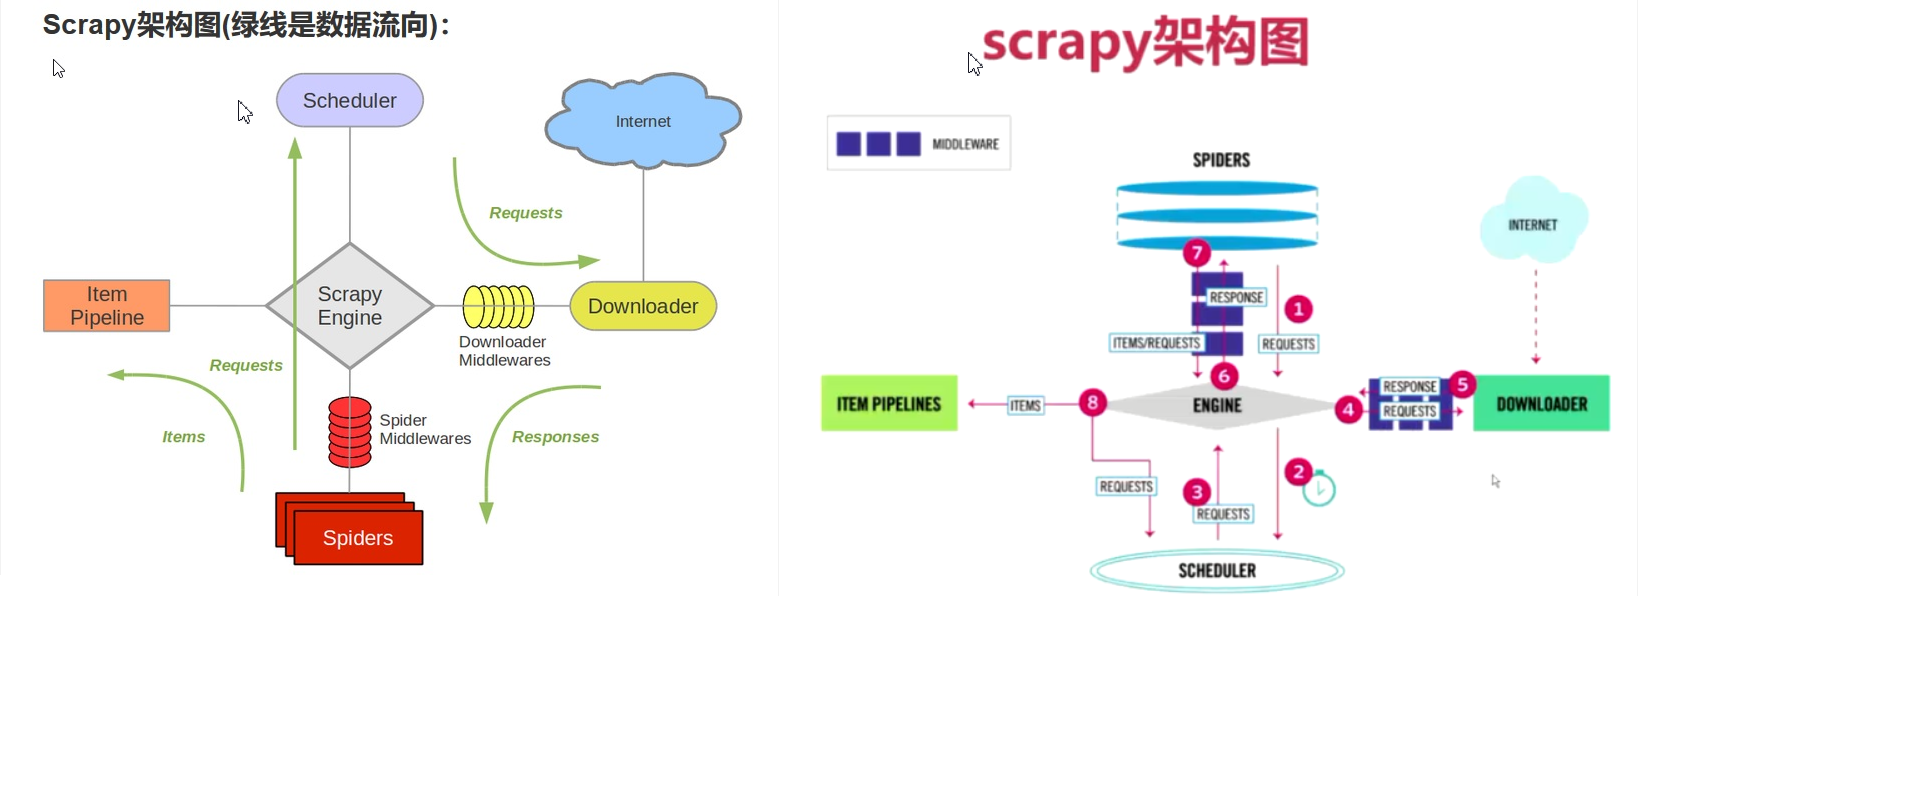 Scrapy架构图(绿线是数据流向)：
Scheduler
Internet
Requests
Item
Pipeline
Scrapy
Engine
Downloader
Downloader
Middlewares
Requests
Items
Spider
Middlewares
Responses
Spiders
scrapy架构图
MIDDLEWARE
SPIDERS
INTERNET
7
RESPONSE
1
ITEMS/REQUESTS
REQUESTS
6
ITEM PIPELINES
ITEMS
8
ENGINE
4
RESPONSE
5
REQUESTS
DOWNLOADER
2
REQUESTS
3
REQUESTS
SCHEDULER